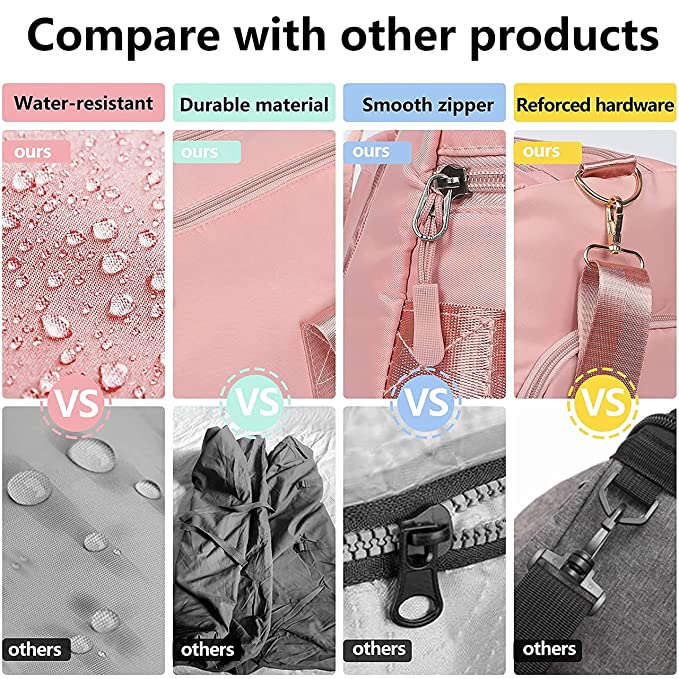 Compare with other products
Water-resistant
Durable material
Smooth zipper
Reforced hardware
ours
ours
ours
ours
VS
VS
VS
VS
others
others
others
others